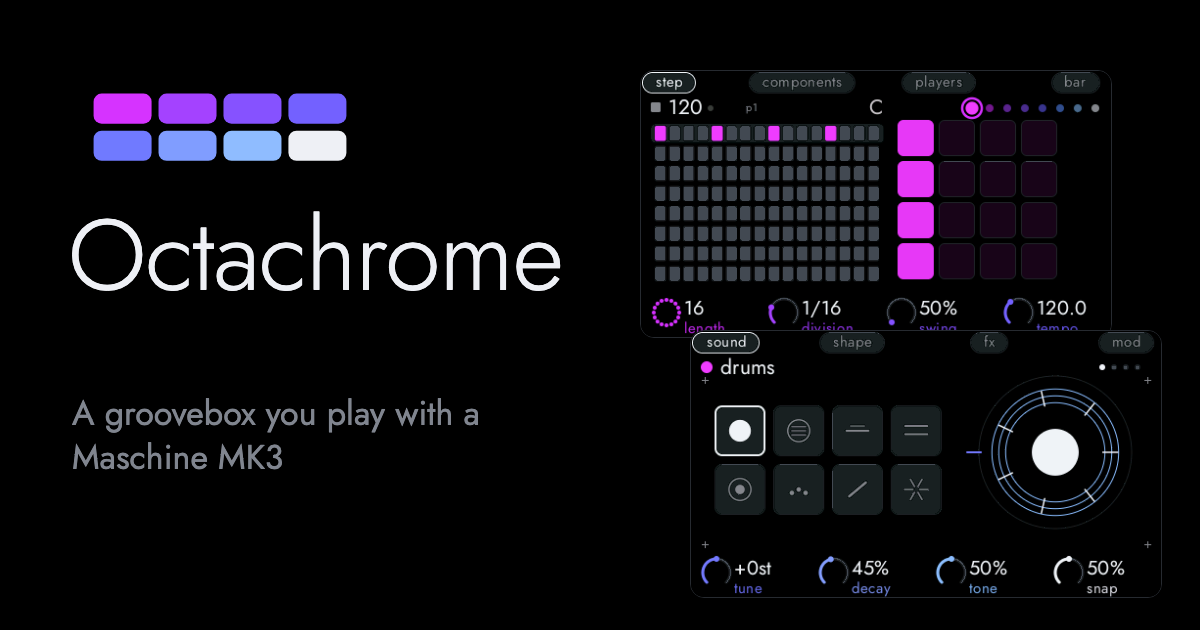 Octachrome
A groovebox you play with a
Maschine MK3
step components players bar
120 p1 C
16 1/16 50% 120.0
length division swing tempo
sound shape fx mod
drums
+0st 45% 50% 50%
tune decay tone snap